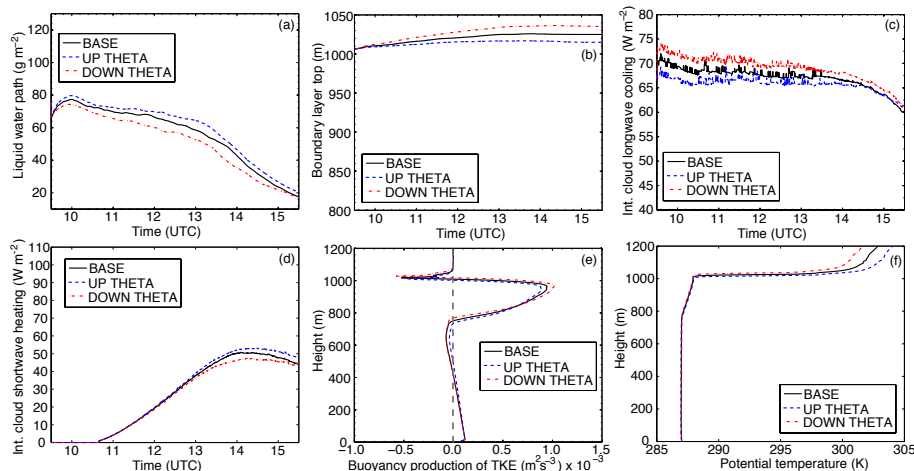 (a)
Liquid water path (g m⁻²)
120
100
80
60
40
20
BASE
UP THETA
DOWN THETA
10 11 12 13 14 15
Time (UTC)
(b)
Boundary layer top (m)
1050
1000
950
900
850
800
BASE
UP THETA
DOWN THETA
10 11 12 13 14 15
Time (UTC)
(c)
Int. cloud longwave cooling (W m⁻²)
80
75
70
65
60
55
50
45
40
BASE
UP THETA
DOWN THETA
10 11 12 13 14 15
Time (UTC)
(d)
Int. cloud shortwave heating (W m⁻²)
110
100
90
80
70
60
50
40
30
20
10
0
BASE
UP THETA
DOWN THETA
10 11 12 13 14 15
Time (UTC)
(e)
Height (m)
1200
1000
800
600
400
200
0
BASE
UP THETA
DOWN THETA
−1.0 −0.5 0.0 0.5 1.0 1.5
Buoyancy production of TKE (m²s⁻³) x 10⁻³
(f)
Height (m)
1200
1000
800
600
400
200
0
BASE
UP THETA
DOWN THETA
285 290 295 300 305
Potential temperature (K)